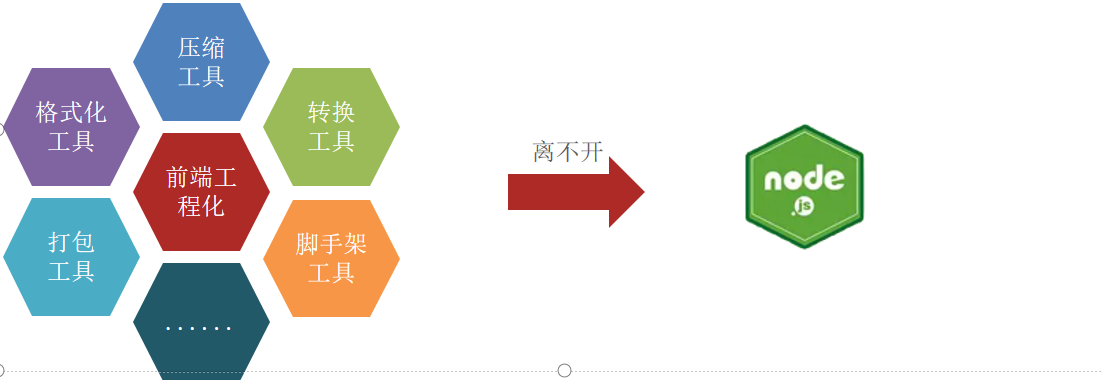 压缩
工具
格式化
工具
转换
工具
前端工
程化
打包
工具
脚手架
工具
......
离不开
node
.js